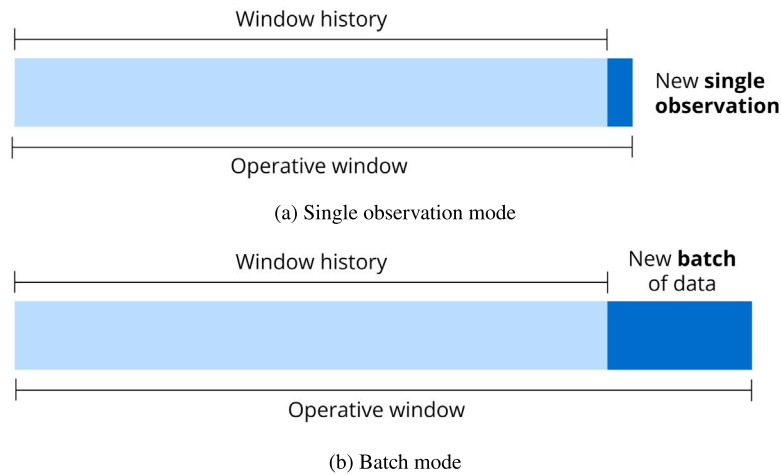 Window history
New single
observation
Operative window
(a) Single observation mode
Window history
New batch
of data
Operative window
(b) Batch mode